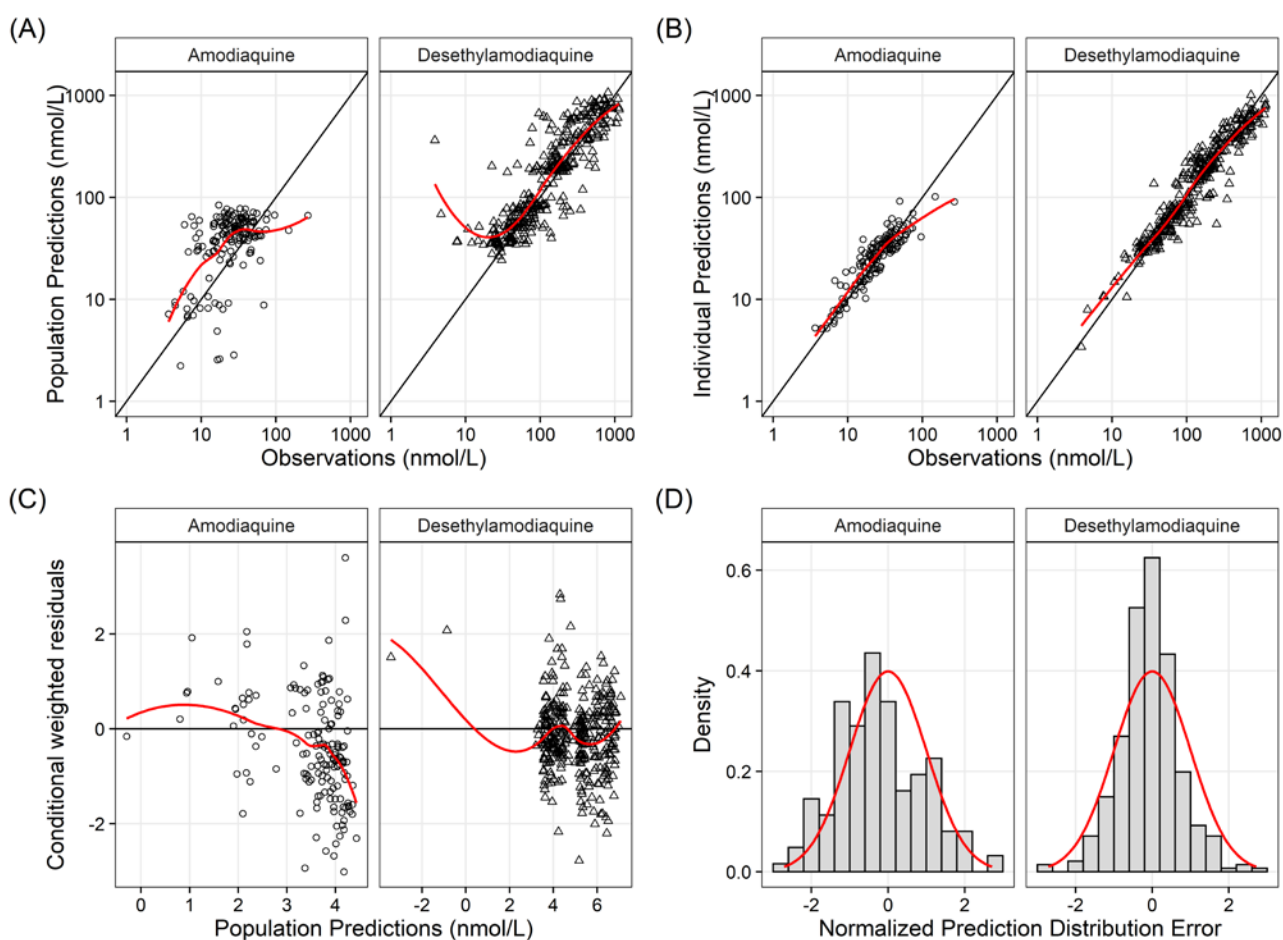 (A)
Amodiaquine
Desethylamodiaquine
Population Predictions (nmol/L)
1000
100
10
1
1
10
100
1000
1
10
100
1000
Observations (nmol/L)
(B)
Amodiaquine
Desethylamodiaquine
Individual Predictions (nmol/L)
1000
100
10
1
1
10
100
1000
1
10
100
1000
Observations (nmol/L)
(C)
Amodiaquine
Desethylamodiaquine
Conditional weighted residuals
2
0
-2
0
1
2
3
4
-2
0
2
4
6
Population Predictions (nmol/L)
(D)
Amodiaquine
Desethylamodiaquine
Density
0.6
0.4
0.2
0.0
-2
0
2
-2
0
2
Normalized Prediction Distribution Error